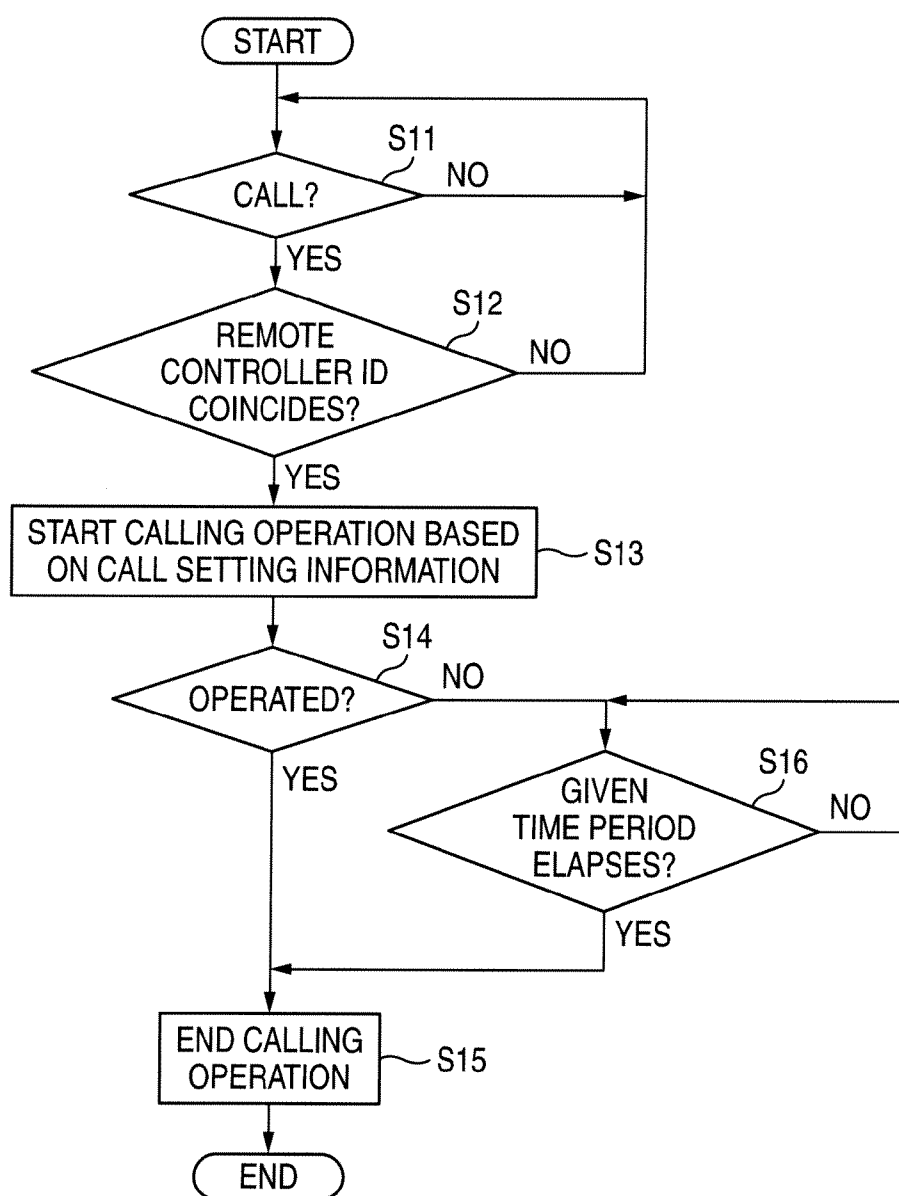 START
S11
CALL?
NO
YES
S12
REMOTE
CONTROLLER ID
COINCIDES?
NO
YES
START CALLING OPERATION BASED
ON CALL SETTING INFORMATION
S13
S14
OPERATED?
NO
YES
S16
GIVEN
TIME PERIOD
ELAPSES?
NO
YES
END CALLING
OPERATION
S15
END